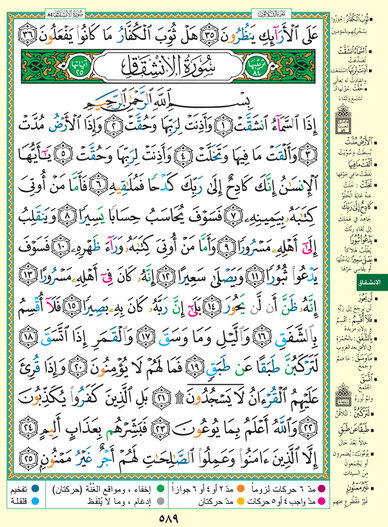 عَلَى ٱلْأَرَآئِكِ يَنظُرُونَ ٣٥ هَلْ ثُوِّبَ ٱلْكُفَّارُ مَا كَانُوا۟ يَفْعَلُونَ ٣٦
سُورَةُ الانْشِقَاقِ
بِسْمِ ٱللَّهِ ٱلرَّحْمَٰنِ ٱلرَّحِيمِ
إِذَا ٱلسَّمَآءُ ٱنشَقَّتْ ١ وَأَذِنَتْ لِرَبِّهَا وَحُقَّتْ ٢ وَإِذَا ٱلْأَرْضُ مُدَّتْ
٣ وَأَلْقَتْ مَا فِيهَا وَتَخَلَّتْ ٤ وَأَذِنَتْ لِرَبِّهَا وَحُقَّتْ ٥ يَٰٓأَيُّهَا
ٱلْإِنسَٰنُ إِنَّكَ كَادِحٌ إِلَىٰ رَبِّكَ كَدْحًا فَمُلَٰقِيهِ ٦ فَأَمَّا مَنْ أُوتِىَ
كِتَٰبَهُۥ بِيَمِينِهِۦ ٧ فَسَوْفَ يُحَاسَبُ حِسَابًا يَسِيرًا ٨ وَيَنقَلِبُ
إِلَىٰٓ أَهْلِهِۦ مَسْرُورًا ٩ وَأَمَّا مَنْ أُوتِىَ كِتَٰبَهُۥ وَرَآءَ ظَهْرِهِۦ ١٠ فَسَوْفَ
يَدْعُوا۟ ثُبُورًا ١١ وَيَصْلَىٰ سَعِيرًا ١٢ إِنَّهُۥ كَانَ فِىٓ أَهْلِهِۦ مَسْرُورًا ١٣
إِنَّهُۥ ظَنَّ أَن لَّن يَحُورَ ١٤ بَلَىٰٓ إِنَّ رَبَّهُۥ كَانَ بِهِۦ بَصِيرًا ١٥ فَلَآ أُقْسِمُ
بِٱلشَّفَقِ ١٦ وَٱلَّيْلِ وَمَا وَسَقَ ١٧ وَٱلْقَمَرِ إِذَا ٱتَّسَقَ ١٨
لَتَرْكَبُنَّ طَبَقًا عَن طَبَقٍ ١٩ فَمَا لَهُمْ لَا يُؤْمِنُونَ ٢٠ وَإِذَا قُرِئَ
عَلَيْهِمُ ٱلْقُرْءَانُ لَا يَسْجُدُونَ ۩ ٢١ بَلِ ٱلَّذِينَ كَفَرُوا۟ يُكَذِّبُونَ
٢٢ وَٱللَّهُ أَعْلَمُ بِمَا يُوعُونَ ٢٣ فَبَشِّرْهُم بِعَذَابٍ أَلِيمٍ ٢٤
إِلَّا ٱلَّذِينَ ءَامَنُوا۟ وَعَمِلُوا۟ ٱلصَّٰلِحَٰتِ لَهُمْ أَجْرٌ غَيْرُ مَمْنُونٍۭ ٢٥
الانشقاق
مدّ ٦ حركات لزوماً مدّ ٢ أو ٤ أو ٦ جوازاً إخفاء، ومواقع الغُنَّة (حركتان) تفخيم
مدّ واجب ٤ أو ٥ حركات مدّ حركتان إدغام ، وما لا يُلفَظ قلقلة
٥٨٩